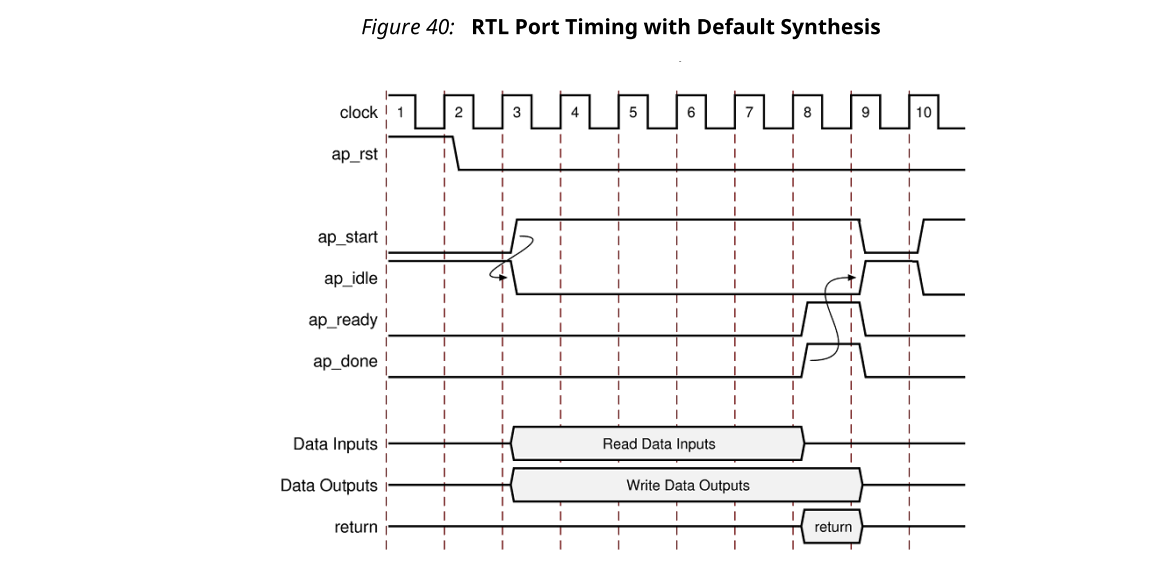 Figure 40: RTL Port Timing with Default Synthesis
clock 1 2 3 4 5 6 7 8 9 10
ap_rst
ap_start
ap_idle
ap_ready
ap_done
Data Inputs Read Data Inputs
Data Outputs Write Data Outputs
return return